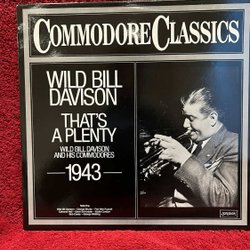 COMMODORE CLASSICS
WILD BILL
DAVISON
THAT'S
A PLENTY
WILD BILL DAVISON
AND HIS COMMODORES
1943